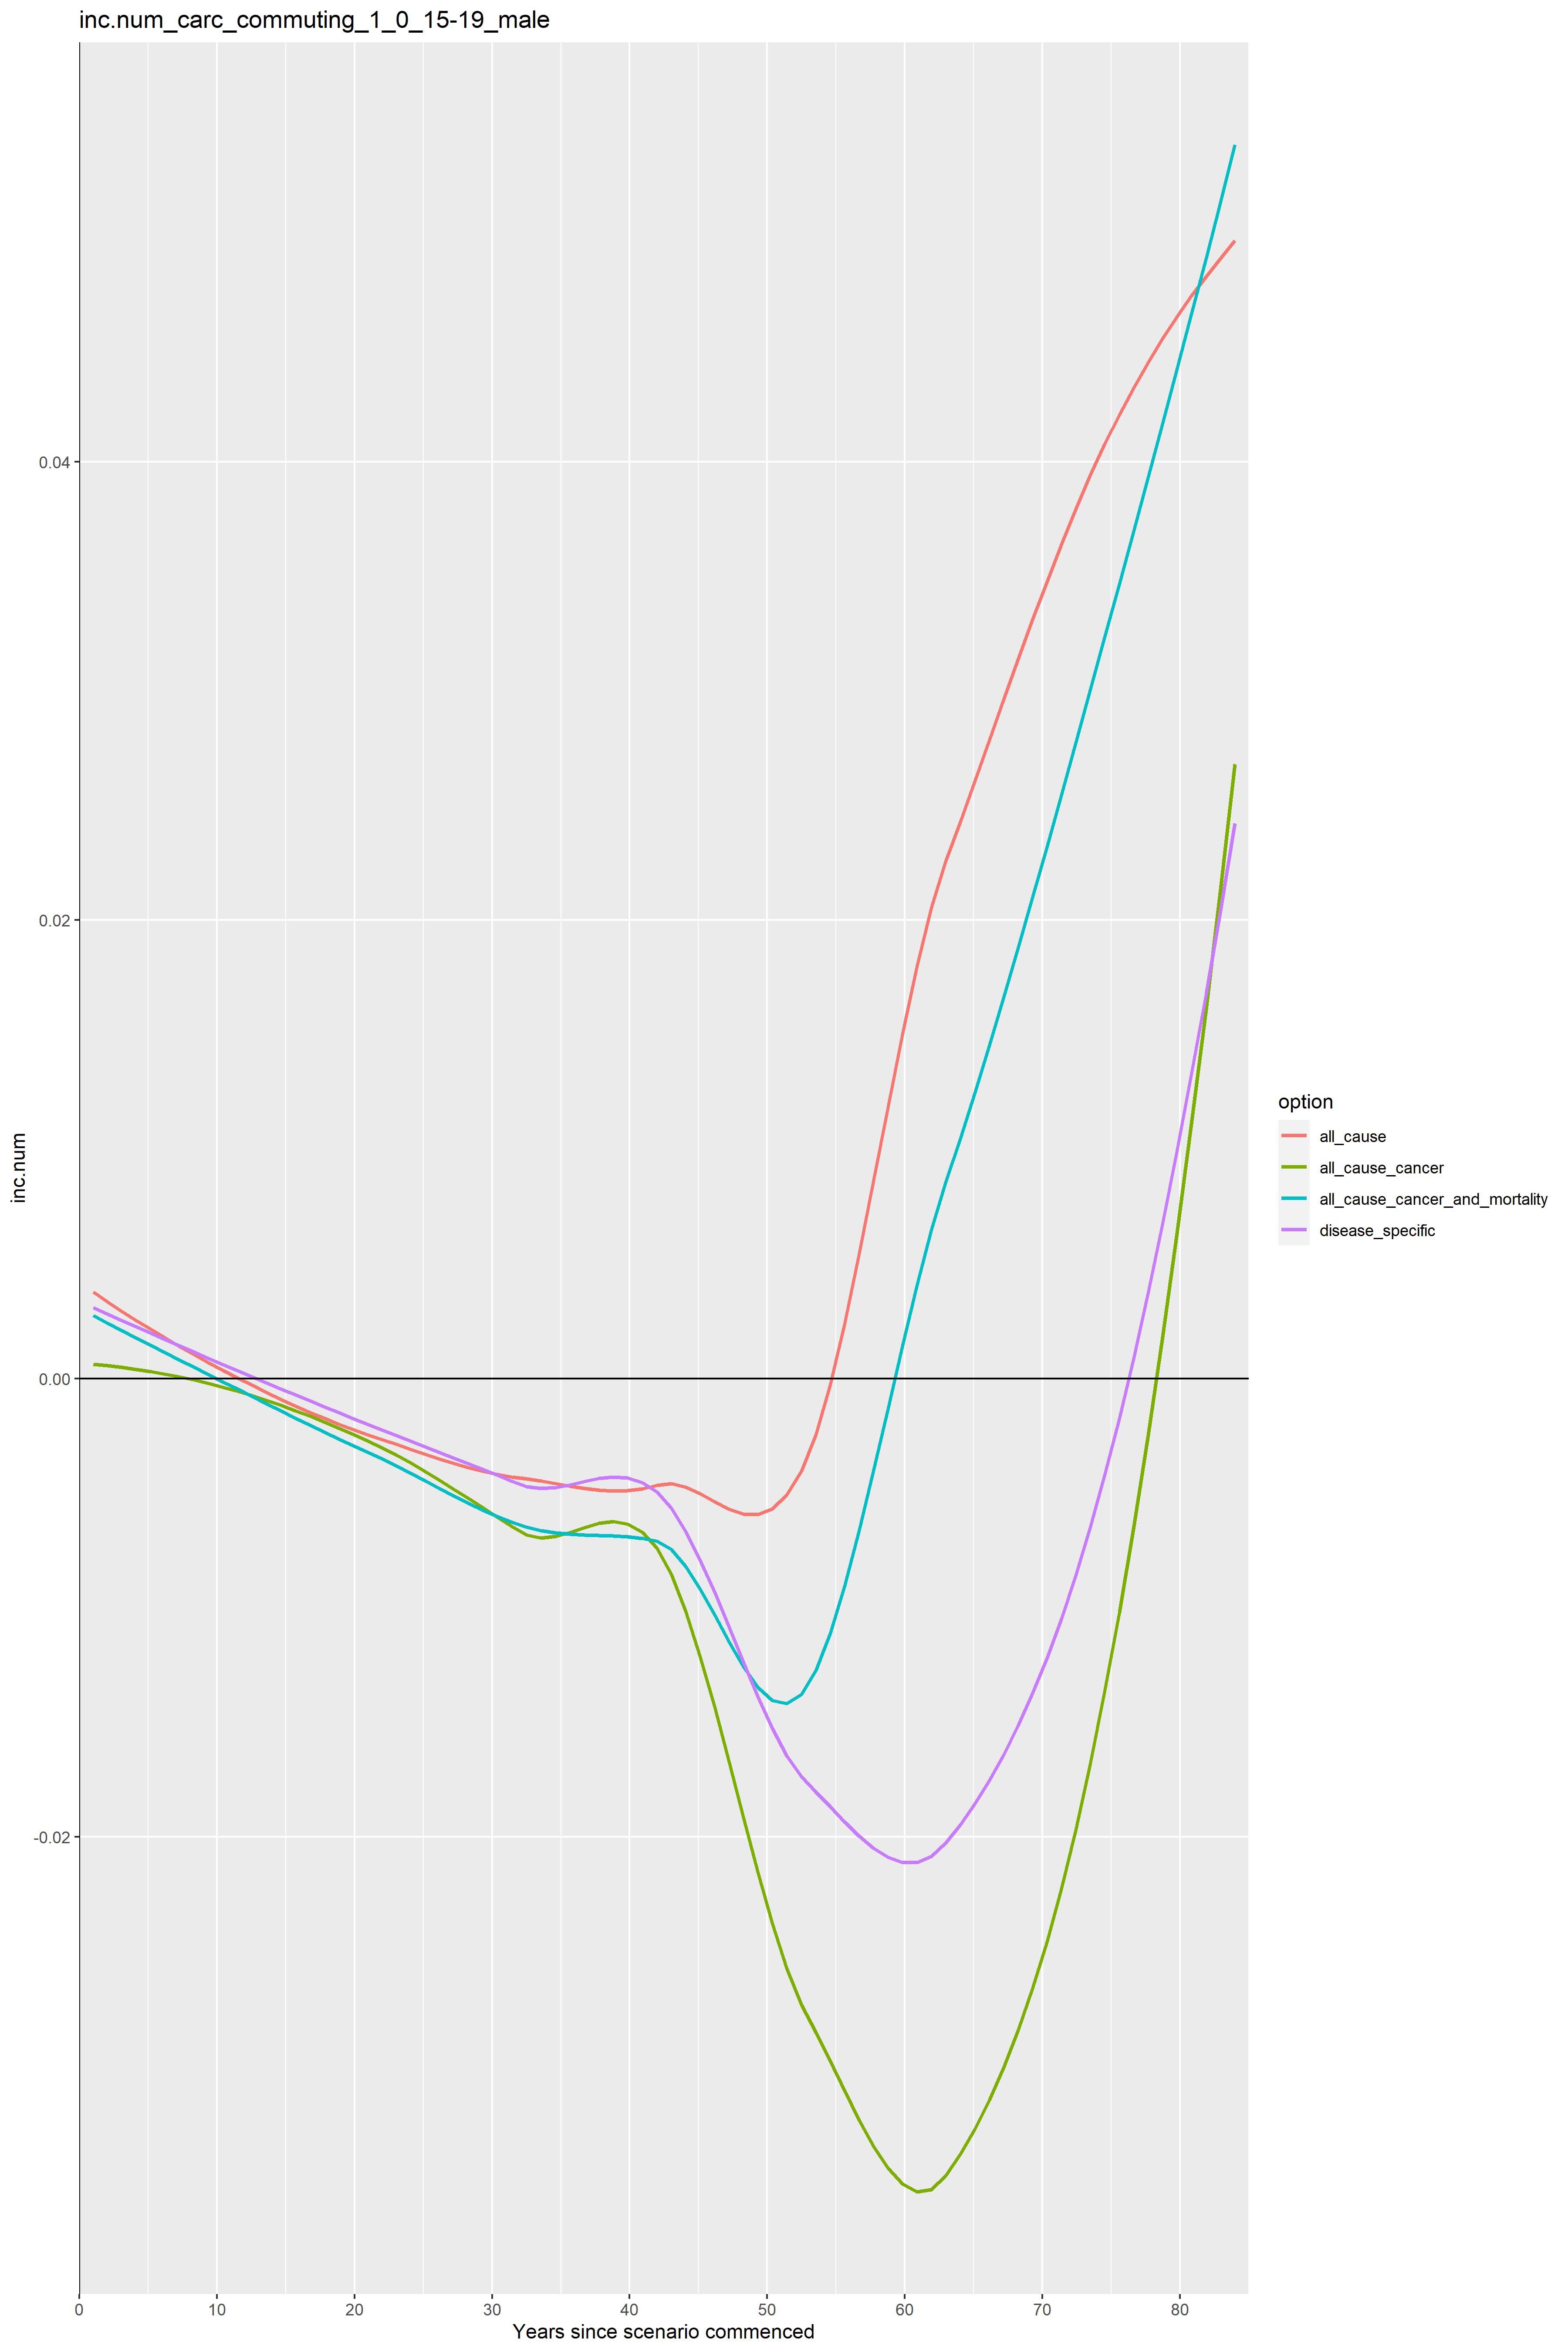 inc.num_carc_commuting_1_0_15-19_male
0.04
0.02
0.00
-0.02
inc.num
0 10 20 30 40 50 60 70 80
Years since scenario commenced
option
all_cause
all_cause_cancer
all_cause_cancer_and_mortality
disease_specific